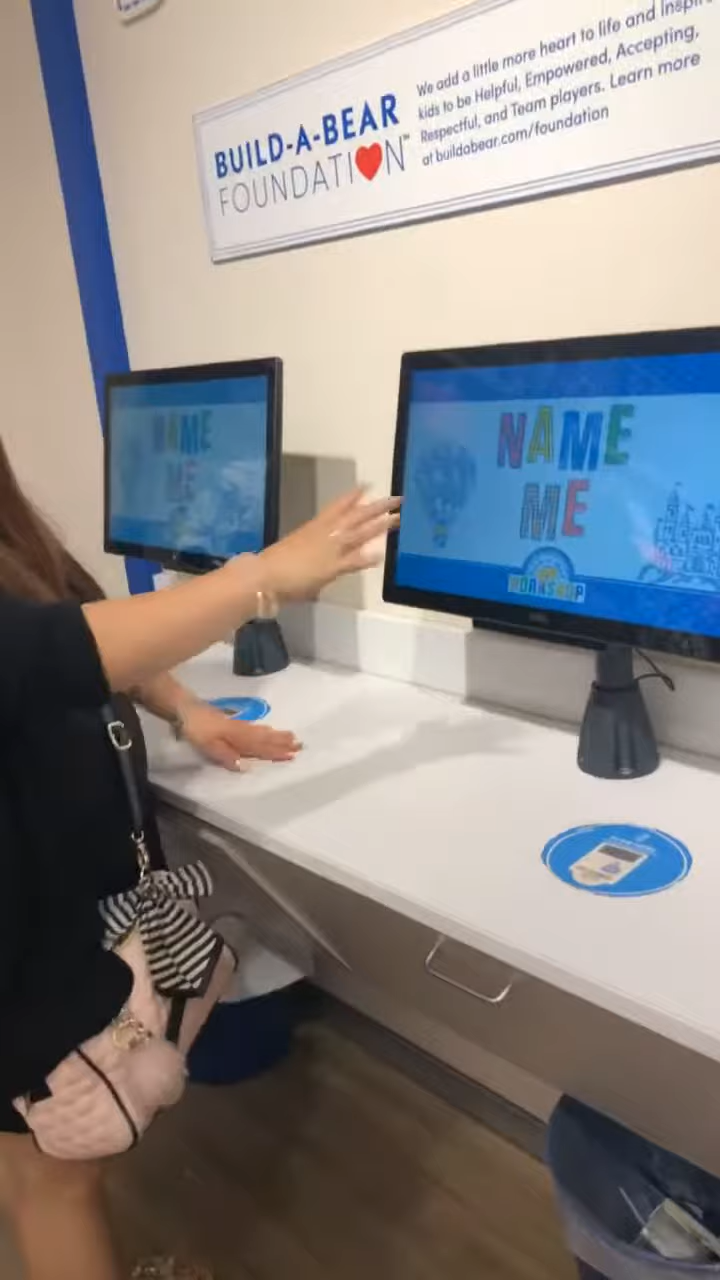 BUILD-A-BEAR
FOUNDATION™
We add a little more heart to life and inspire
kids to be Helpful, Empowered, Accepting,
Respectful, and Team players. Learn more
at buildabear.com/foundation
NAME
ME
NAME
ME
WORKSHOP